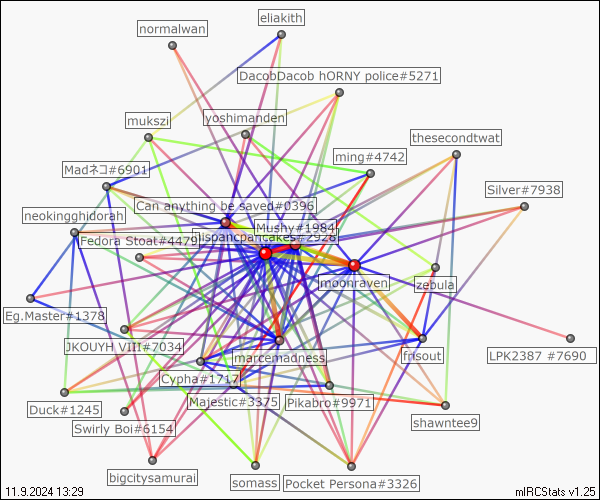 eliakith
normalwan
DacobDacob hORNY police#5271
mukszi
yoshimanden
thesecondtwat
ming#4742
Madネコ#6901
Silver#7938
Can anything be saved#0396
neokingghidorah
Mushy#1984
Fedora Stoat#4479
hispancpancakes#2928
moonraven
zebula
Eg.Master#1378
JKOUYH VIII#7034
marcemadness
frisout
LPK2387 #7690
Cypha#1717
Majestic#3375
Pikabro#9971
Duck#1245
shawntee9
Swirly Boi#6154
bigcitysamurai
somass
Pocket Persona#3326
11.9.2024 13:29
mIRCStats v1.25